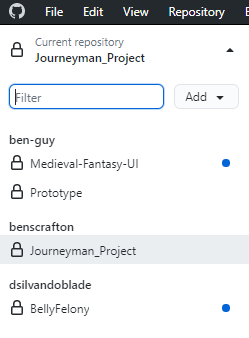 File Edit View Repository
Current repository
Journeyman_Project
Filter
Add
ben-guy
Medieval-Fantasy-UI
Prototype
benscrafton
Journeyman_Project
dsilvandoblade
BellyFelony